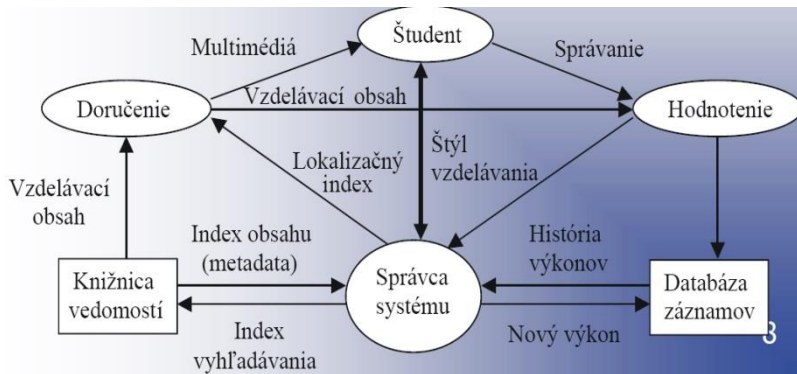 Študent
Multimédiá
Správanie
Doručenie
Vzdelávací obsah
Hodnotenie
Štýl
vzdelávania
Lokalizačný
index
Vzdelávací
obsah
Index obsahu
(metadata)
História
výkonov
Knižnica
vedomostí
Správca
systému
Databáza
záznamov
Index
vyhľadávania
Nový výkon
8